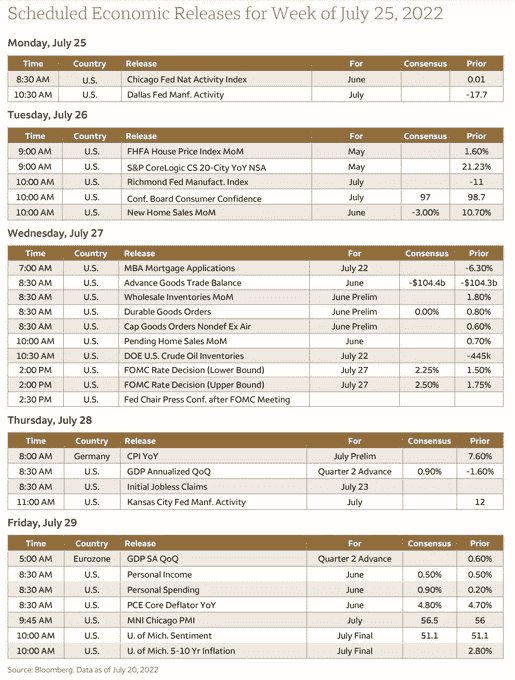 Scheduled Economic Releases for Week of July 25, 2022
Monday, July 25
Time Country Release For Consensus Prior
8:30 AM U.S. Chicago Fed Nat Activity Index June 0.01
10:30 AM U.S. Dallas Fed Manf. Activity July -17.7
Tuesday, July 26
Time Country Release For Consensus Prior
9:00 AM U.S. FHFA House Price Index MoM May 1.60%
9:00 AM U.S. S&P CoreLogic CS 20-City YoY NSA May 21.23%
10:00 AM U.S. Richmond Fed Manufact. Index July -11
10:00 AM U.S. Conf. Board Consumer Confidence July 97 98.7
10:00 AM U.S. New Home Sales MoM June -3.00% 10.70%
Wednesday, July 27
Time Country Release For Consensus Prior
7:00 AM U.S. MBA Mortgage Applications July 22 -6.30%
8:30 AM U.S. Advance Goods Trade Balance June -$104.4b -$104.3b
8:30 AM U.S. Wholesale Inventories MoM June Prelim 1.80%
8:30 AM U.S. Durable Goods Orders June Prelim 0.00% 0.80%
8:30 AM U.S. Cap Goods Orders Nondef Ex Air June Prelim 0.60%
10:00 AM U.S. Pending Home Sales MoM June 0.70%
10:30 AM U.S. DOE U.S. Crude Oil Inventories July 22 -445k
2:00 PM U.S. FOMC Rate Decision (Lower Bound) July 27 2.25% 1.50%
2:00 PM U.S. FOMC Rate Decision (Upper Bound) July 27 2.50% 1.75%
2:30 PM U.S. Fed Chair Press Conf. after FOMC Meeting
Thursday, July 28
Time Country Release For Consensus Prior
8:00 AM Germany CPI YoY July Prelim 7.60%
8:30 AM U.S. GDP Annualized QoQ Quarter 2 Advance 0.90% -1.60%
8:30 AM U.S. Initial Jobless Claims July 23
11:00 AM U.S. Kansas City Fed Manf. Activity July 12
Friday, July 29
Time Country Release For Consensus Prior
5:00 AM Eurozone GDP SA QoQ Quarter 2 Advance 0.60%
8:30 AM U.S. Personal Income June 0.50% 0.50%
8:30 AM U.S. Personal Spending June 0.90% 0.20%
8:30 AM U.S. PCE Core Deflator YoY June 4.80% 4.70%
9:45 AM U.S. MNI Chicago PMI July 56.5 56
10:00 AM U.S. U. of Mich. Sentiment July Final 51.1 51.1
10:00 AM U.S. U. of Mich. 5-10 Yr Inflation July Final 2.80%
Source: Bloomberg. Data as of July 20, 2022